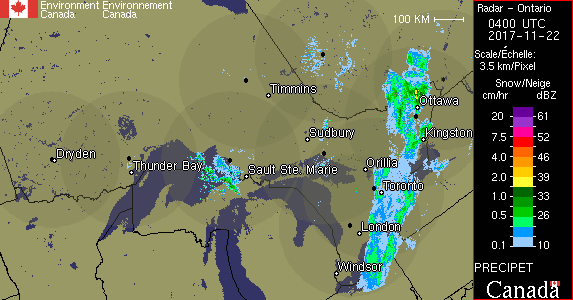 Environment Environnement
Canada Canada
100 KM
Timmins
Ottawa
Sudbury
Kingston
Dryden
Thunder Bay
Sault Ste. Marie
Orillia
Toronto
London
Windsor
Radar - Ontario
0400 UTC
2017-11-22
Scale/Échelle:
3.5 km/Pixel
Snow/Neige
cm/hr dBZ
20 61
7.5 52
4.0 46
2.0 39
1.0 33
0.5 26
0.1 10
PRECIPET
Canada